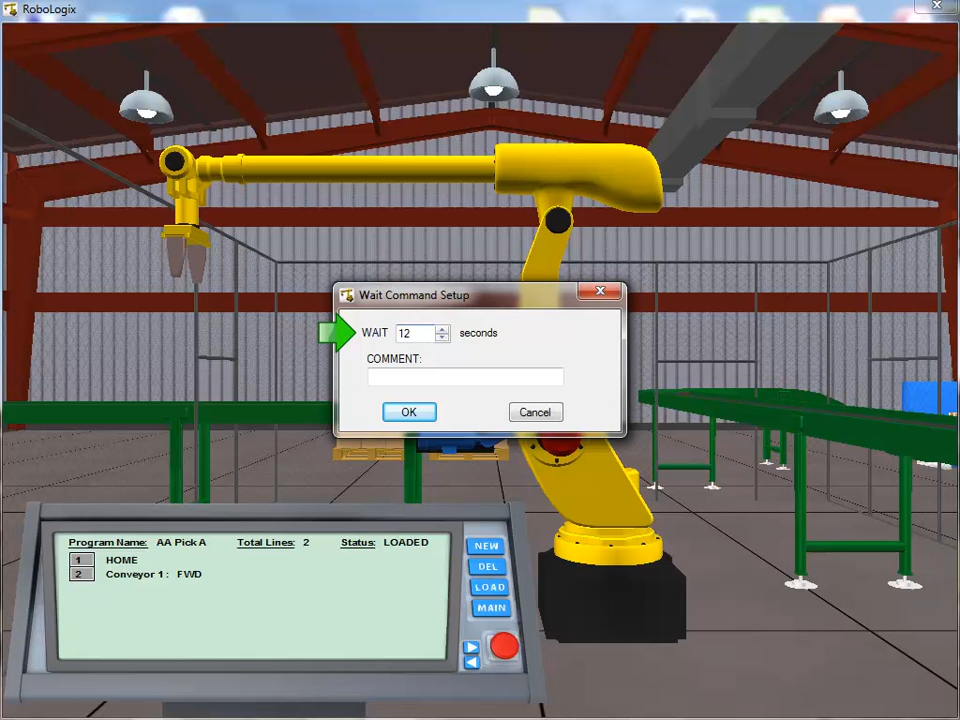 RoboLogix
Wait Command Setup
WAIT 12 seconds
COMMENT:
OK Cancel
Program Name: AA Pick A Total Lines: 2 Status: LOADED
1 HOME
2 Conveyor 1 : FWD
NEW
DEL
LOAD
MAIN